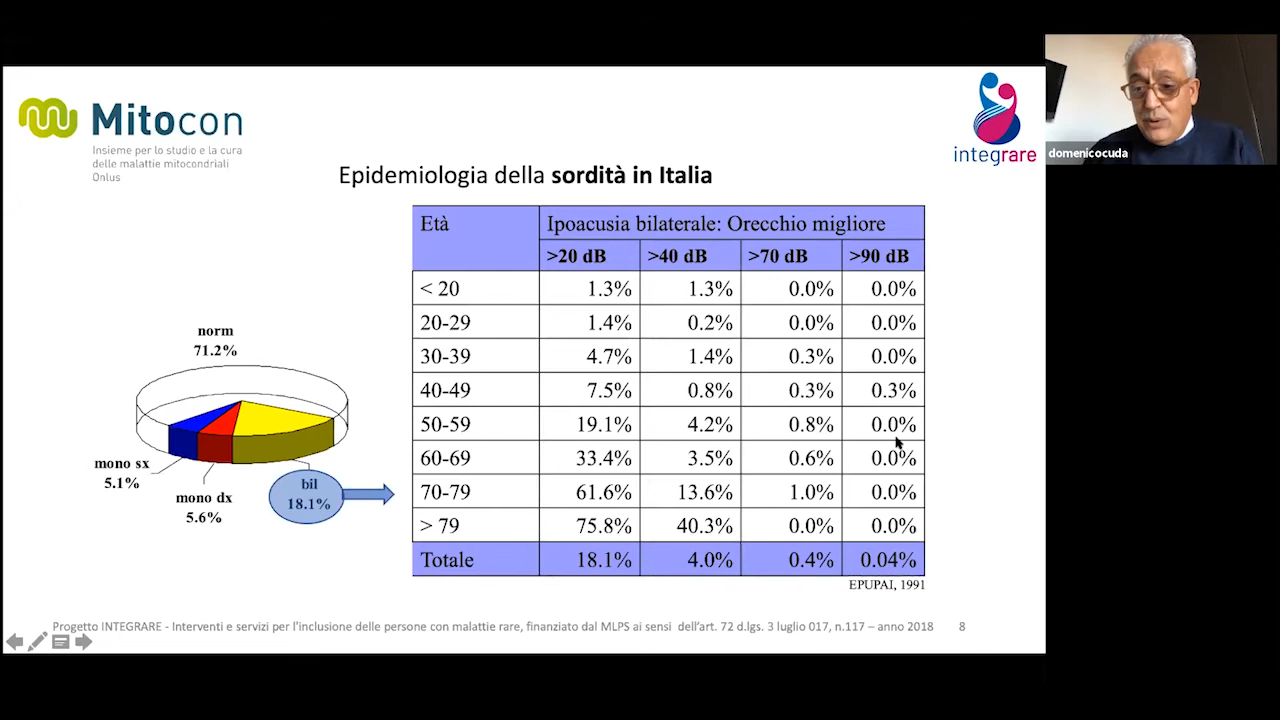 Mitocon
Insieme per lo studio e la cura
delle malattie mitocondriali
Onlus
integrare
domenicocuda
Epidemiologia della sordità in Italia
norm
71.2%
mono sx
5.1%
mono dx
5.6%
bil
18.1%
Età Ipoacusia bilaterale: Orecchio migliore
>20 dB >40 dB >70 dB >90 dB
< 20 1.3% 1.3% 0.0% 0.0%
20-29 1.4% 0.2% 0.0% 0.0%
30-39 4.7% 1.4% 0.3% 0.0%
40-49 7.5% 0.8% 0.3% 0.3%
50-59 19.1% 4.2% 0.8% 0.0%
60-69 33.4% 3.5% 0.6% 0.0%
70-79 61.6% 13.6% 1.0% 0.0%
> 79 75.8% 40.3% 0.0% 0.0%
Totale 18.1% 4.0% 0.4% 0.04%
EPUPAI, 1991
Progetto INTEGRARE - Interventi e servizi per l'inclusione delle persone con malattie rare, finanziato dal MLPS ai sensi dell'art. 72 d.lgs. 3 luglio 017, n.117 – anno 2018 8